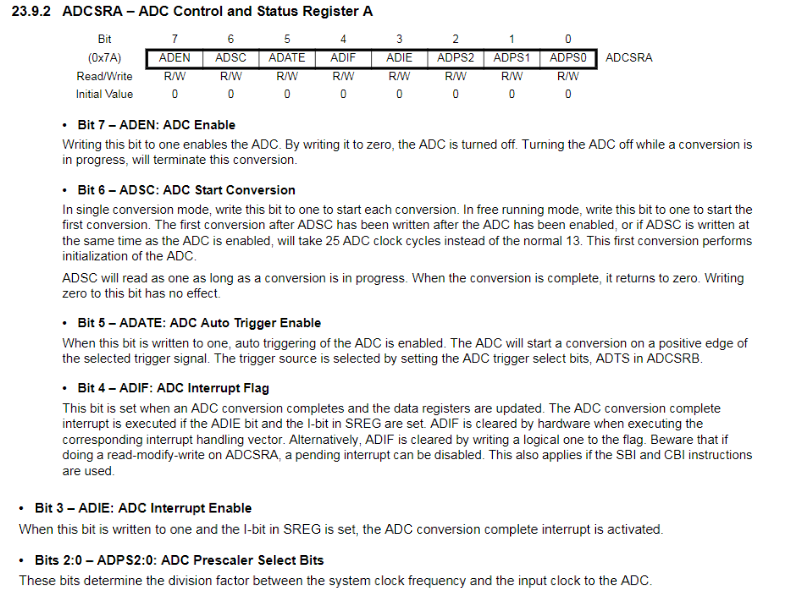 23.9.2 ADCSRA – ADC Control and Status Register A
Bit 7 6 5 4 3 2 1 0
(0x7A) ADEN ADSC ADATE ADIF ADIE ADPS2 ADPS1 ADPS0 ADCSRA
Read/Write R/W R/W R/W R/W R/W R/W R/W R/W
Initial Value 0 0 0 0 0 0 0 0
• Bit 7 – ADEN: ADC Enable
Writing this bit to one enables the ADC. By writing it to zero, the ADC is turned off. Turning the ADC off while a conversion is
in progress, will terminate this conversion.
• Bit 6 – ADSC: ADC Start Conversion
In single conversion mode, write this bit to one to start each conversion. In free running mode, write this bit to one to start the
first conversion. The first conversion after ADSC has been written after the ADC has been enabled, or if ADSC is written at
the same time as the ADC is enabled, will take 25 ADC clock cycles instead of the normal 13. This first conversion performs
initialization of the ADC.
ADSC will read as one as long as a conversion is in progress. When the conversion is complete, it returns to zero. Writing
zero to this bit has no effect.
• Bit 5 – ADATE: ADC Auto Trigger Enable
When this bit is written to one, auto triggering of the ADC is enabled. The ADC will start a conversion on a positive edge of
the selected trigger signal. The trigger source is selected by setting the ADC trigger select bits, ADTS in ADCSRB.
• Bit 4 – ADIF: ADC Interrupt Flag
This bit is set when an ADC conversion completes and the data registers are updated. The ADC conversion complete
interrupt is executed if the ADIE bit and the I-bit in SREG are set. ADIF is cleared by hardware when executing the
corresponding interrupt handling vector. Alternatively, ADIF is cleared by writing a logical one to the flag. Beware that if
doing a read-modify-write on ADCSRA, a pending interrupt can be disabled. This also applies if the SBI and CBI instructions
are used.
• Bit 3 – ADIE: ADC Interrupt Enable
When this bit is written to one and the I-bit in SREG is set, the ADC conversion complete interrupt is activated.
• Bits 2:0 – ADPS2:0: ADC Prescaler Select Bits
These bits determine the division factor between the system clock frequency and the input clock to the ADC.